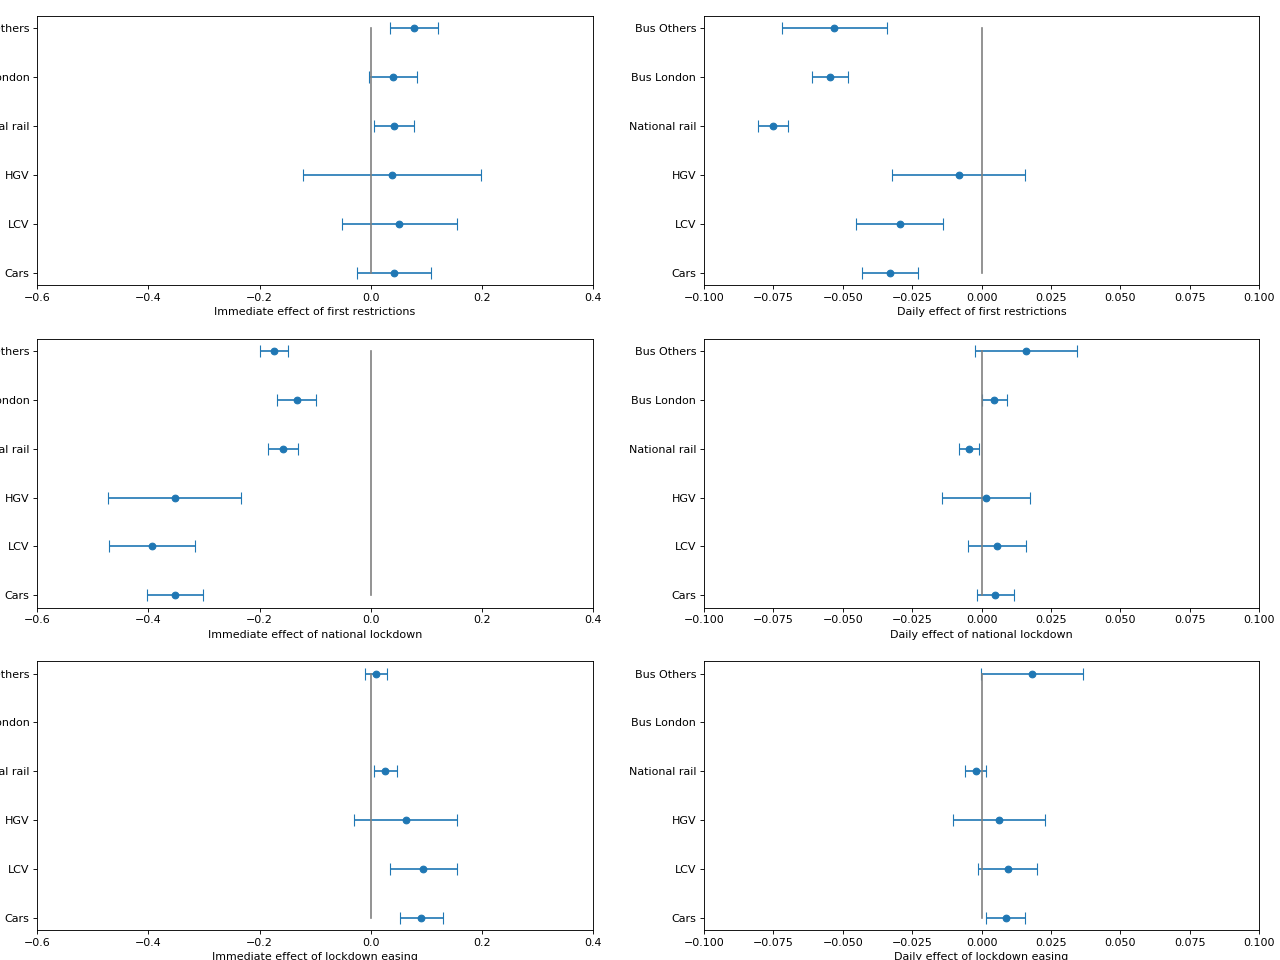 thers
ondon
al rail
HGV
LCV
Cars
−0.6 −0.4 −0.2 0.0 0.2 0.4
Immediate effect of first restrictions
Bus Others
Bus London
National rail
HGV
LCV
Cars
−0.100 −0.075 −0.050 −0.025 0.000 0.025 0.050 0.075 0.100
Daily effect of first restrictions
thers
ondon
al rail
HGV
LCV
Cars
−0.6 −0.4 −0.2 0.0 0.2 0.4
Immediate effect of national lockdown
Bus Others
Bus London
National rail
HGV
LCV
Cars
−0.100 −0.075 −0.050 −0.025 0.000 0.025 0.050 0.075 0.100
Daily effect of national lockdown
thers
ondon
al rail
HGV
LCV
Cars
−0.6 −0.4 −0.2 0.0 0.2 0.4
Immediate effect of lockdown easing
Bus Others
Bus London
National rail
HGV
LCV
Cars
−0.100 −0.075 −0.050 −0.025 0.000 0.025 0.050 0.075 0.100
Daily effect of lockdown easing